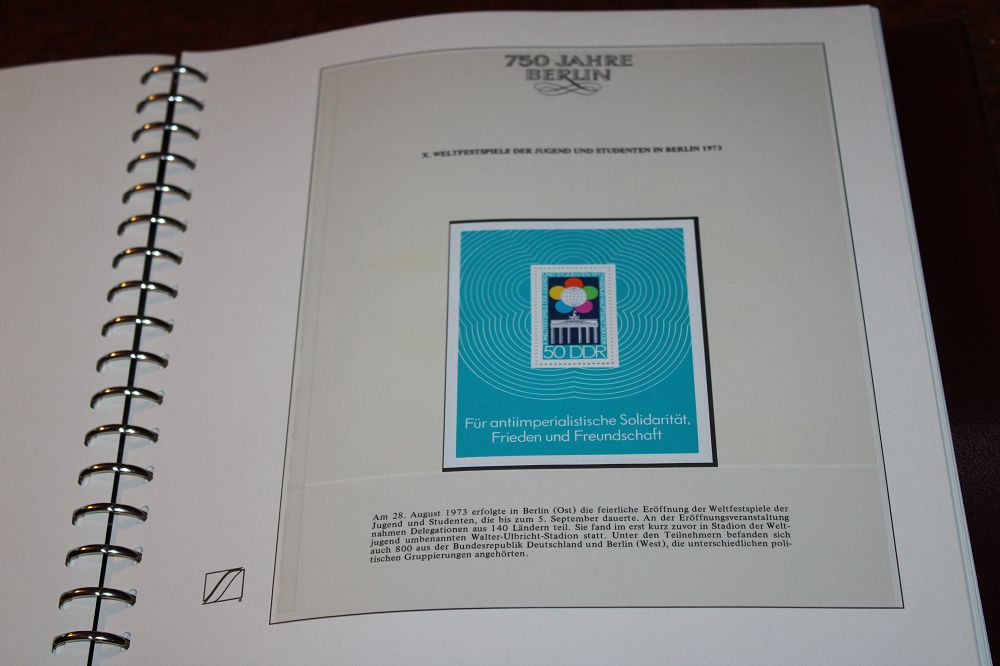 750 JAHRE
BERLIN
X. WELTFESTSPIELE DER JUGEND UND STUDENTEN IN BERLIN 1973
50 DDR
Für antiimperialistische Solidarität,
Frieden und Freundschaft
Am 28. August 1973 erfolgte in Berlin (Ost) die feierliche Eröffnung der Weltfestspiele der
Jugend und Studenten, die bis zum 5. September dauerte. An der Eröffnungsveranstaltung
nahmen Delegationen aus 140 Ländern teil. Sie fand im erst kurz zuvor in Stadion der Welt-
jugend umbenannten Walter-Ulbricht-Stadion statt. Unter den Teilnehmern befanden sich
auch 800 aus der Bundesrepublik Deutschland und Berlin (West), die unterschiedlichen poli-
tischen Gruppierungen angehörten.